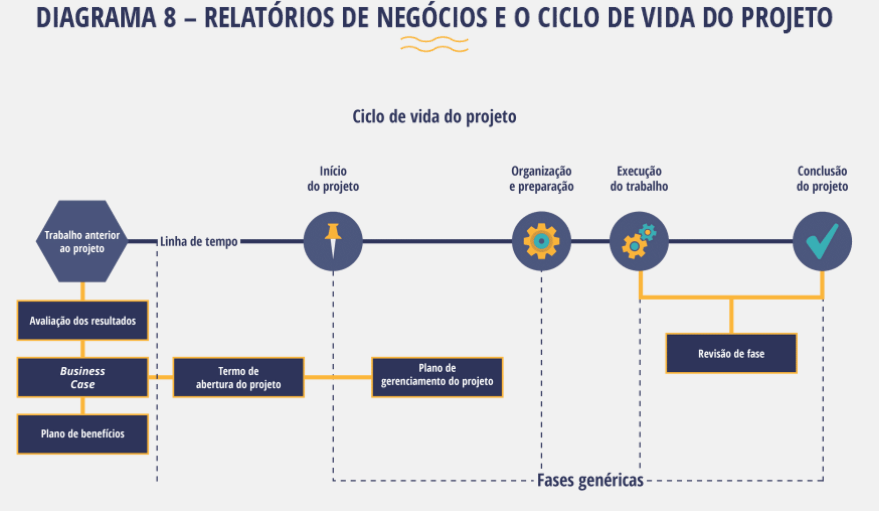 DIAGRAMA 8 – RELATÓRIOS DE NEGÓCIOS E O CICLO DE VIDA DO PROJETO
Ciclo de vida do projeto
Início
do projeto
Organização
e preparação
Execução
do trabalho
Conclusão
do projeto
Trabalho anterior
ao projeto
Linha de tempo
Avaliação dos resultados
Business
Case
Termo de
abertura do projeto
Plano de
gerenciamento do projeto
Revisão de fase
Plano de benefícios
Fases genéricas